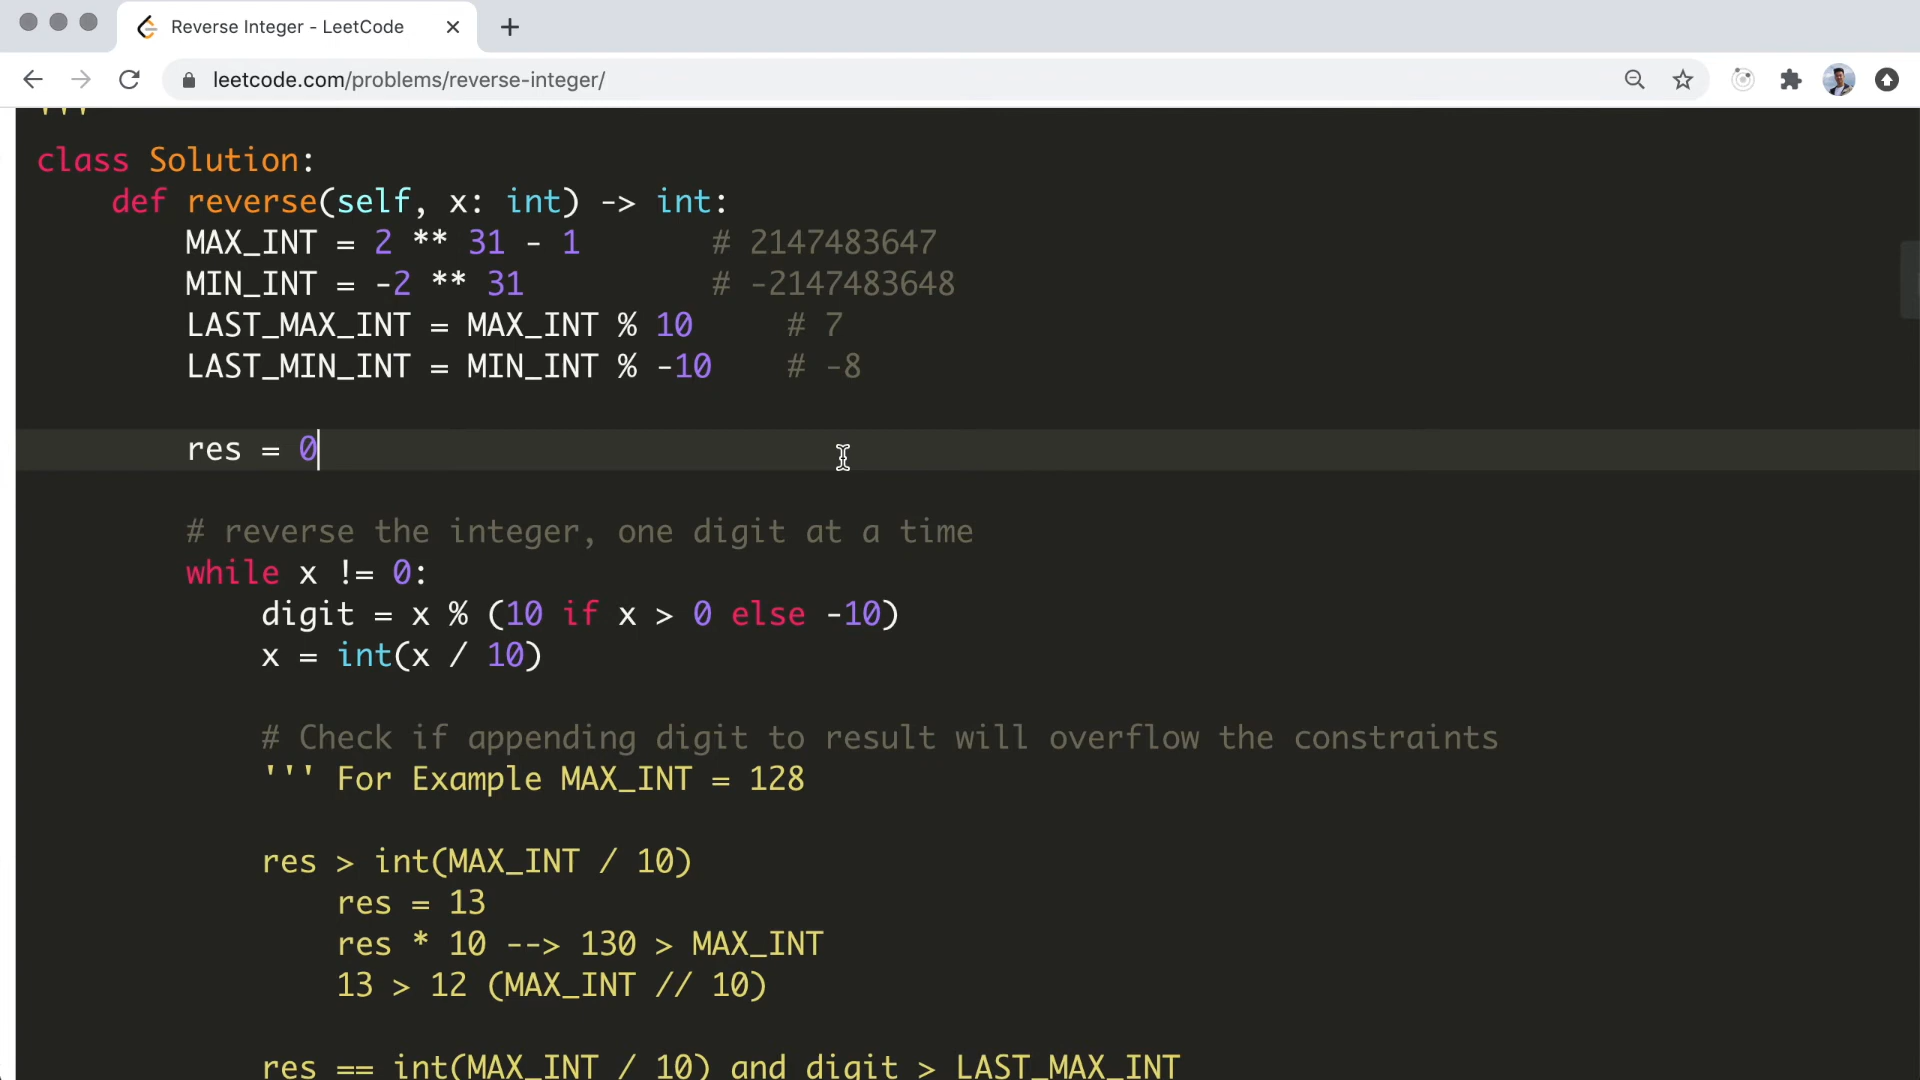 Reverse Integer - LeetCode
leetcode.com/problems/reverse-integer/
'''
class Solution:
    def reverse(self, x: int) -> int:
        MAX_INT = 2 ** 31 - 1       # 2147483647
        MIN_INT = -2 ** 31          # -2147483648
        LAST_MAX_INT = MAX_INT % 10     # 7
        LAST_MIN_INT = MIN_INT % -10    # -8
        res = 0
        # reverse the integer, one digit at a time
        while x != 0:
            digit = x % (10 if x > 0 else -10)
            x = int(x / 10)
            # Check if appending digit to result will overflow the constraints
            ''' For Example MAX_INT = 128
            res > int(MAX_INT / 10)
                res = 13
                res * 10 --> 130 > MAX_INT
                13 > 12 (MAX_INT // 10)
            res == int(MAX_INT / 10) and digit > LAST_MAX_INT